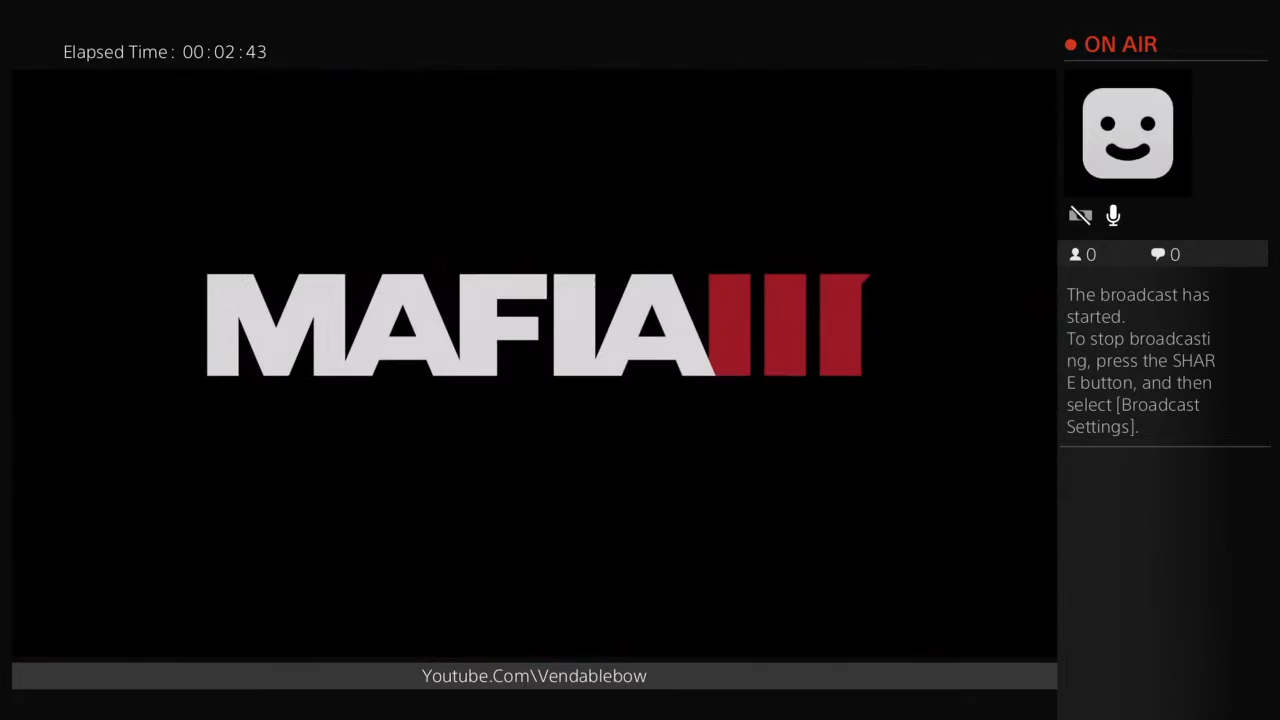 Elapsed Time: 00:02:43
ON AIR
MAFIA III
0 0
The broadcast has
started.
To stop broadcasti
ng, press the SHAR
E button, and then
select [Broadcast
Settings].
Youtube.Com\Vendablebow